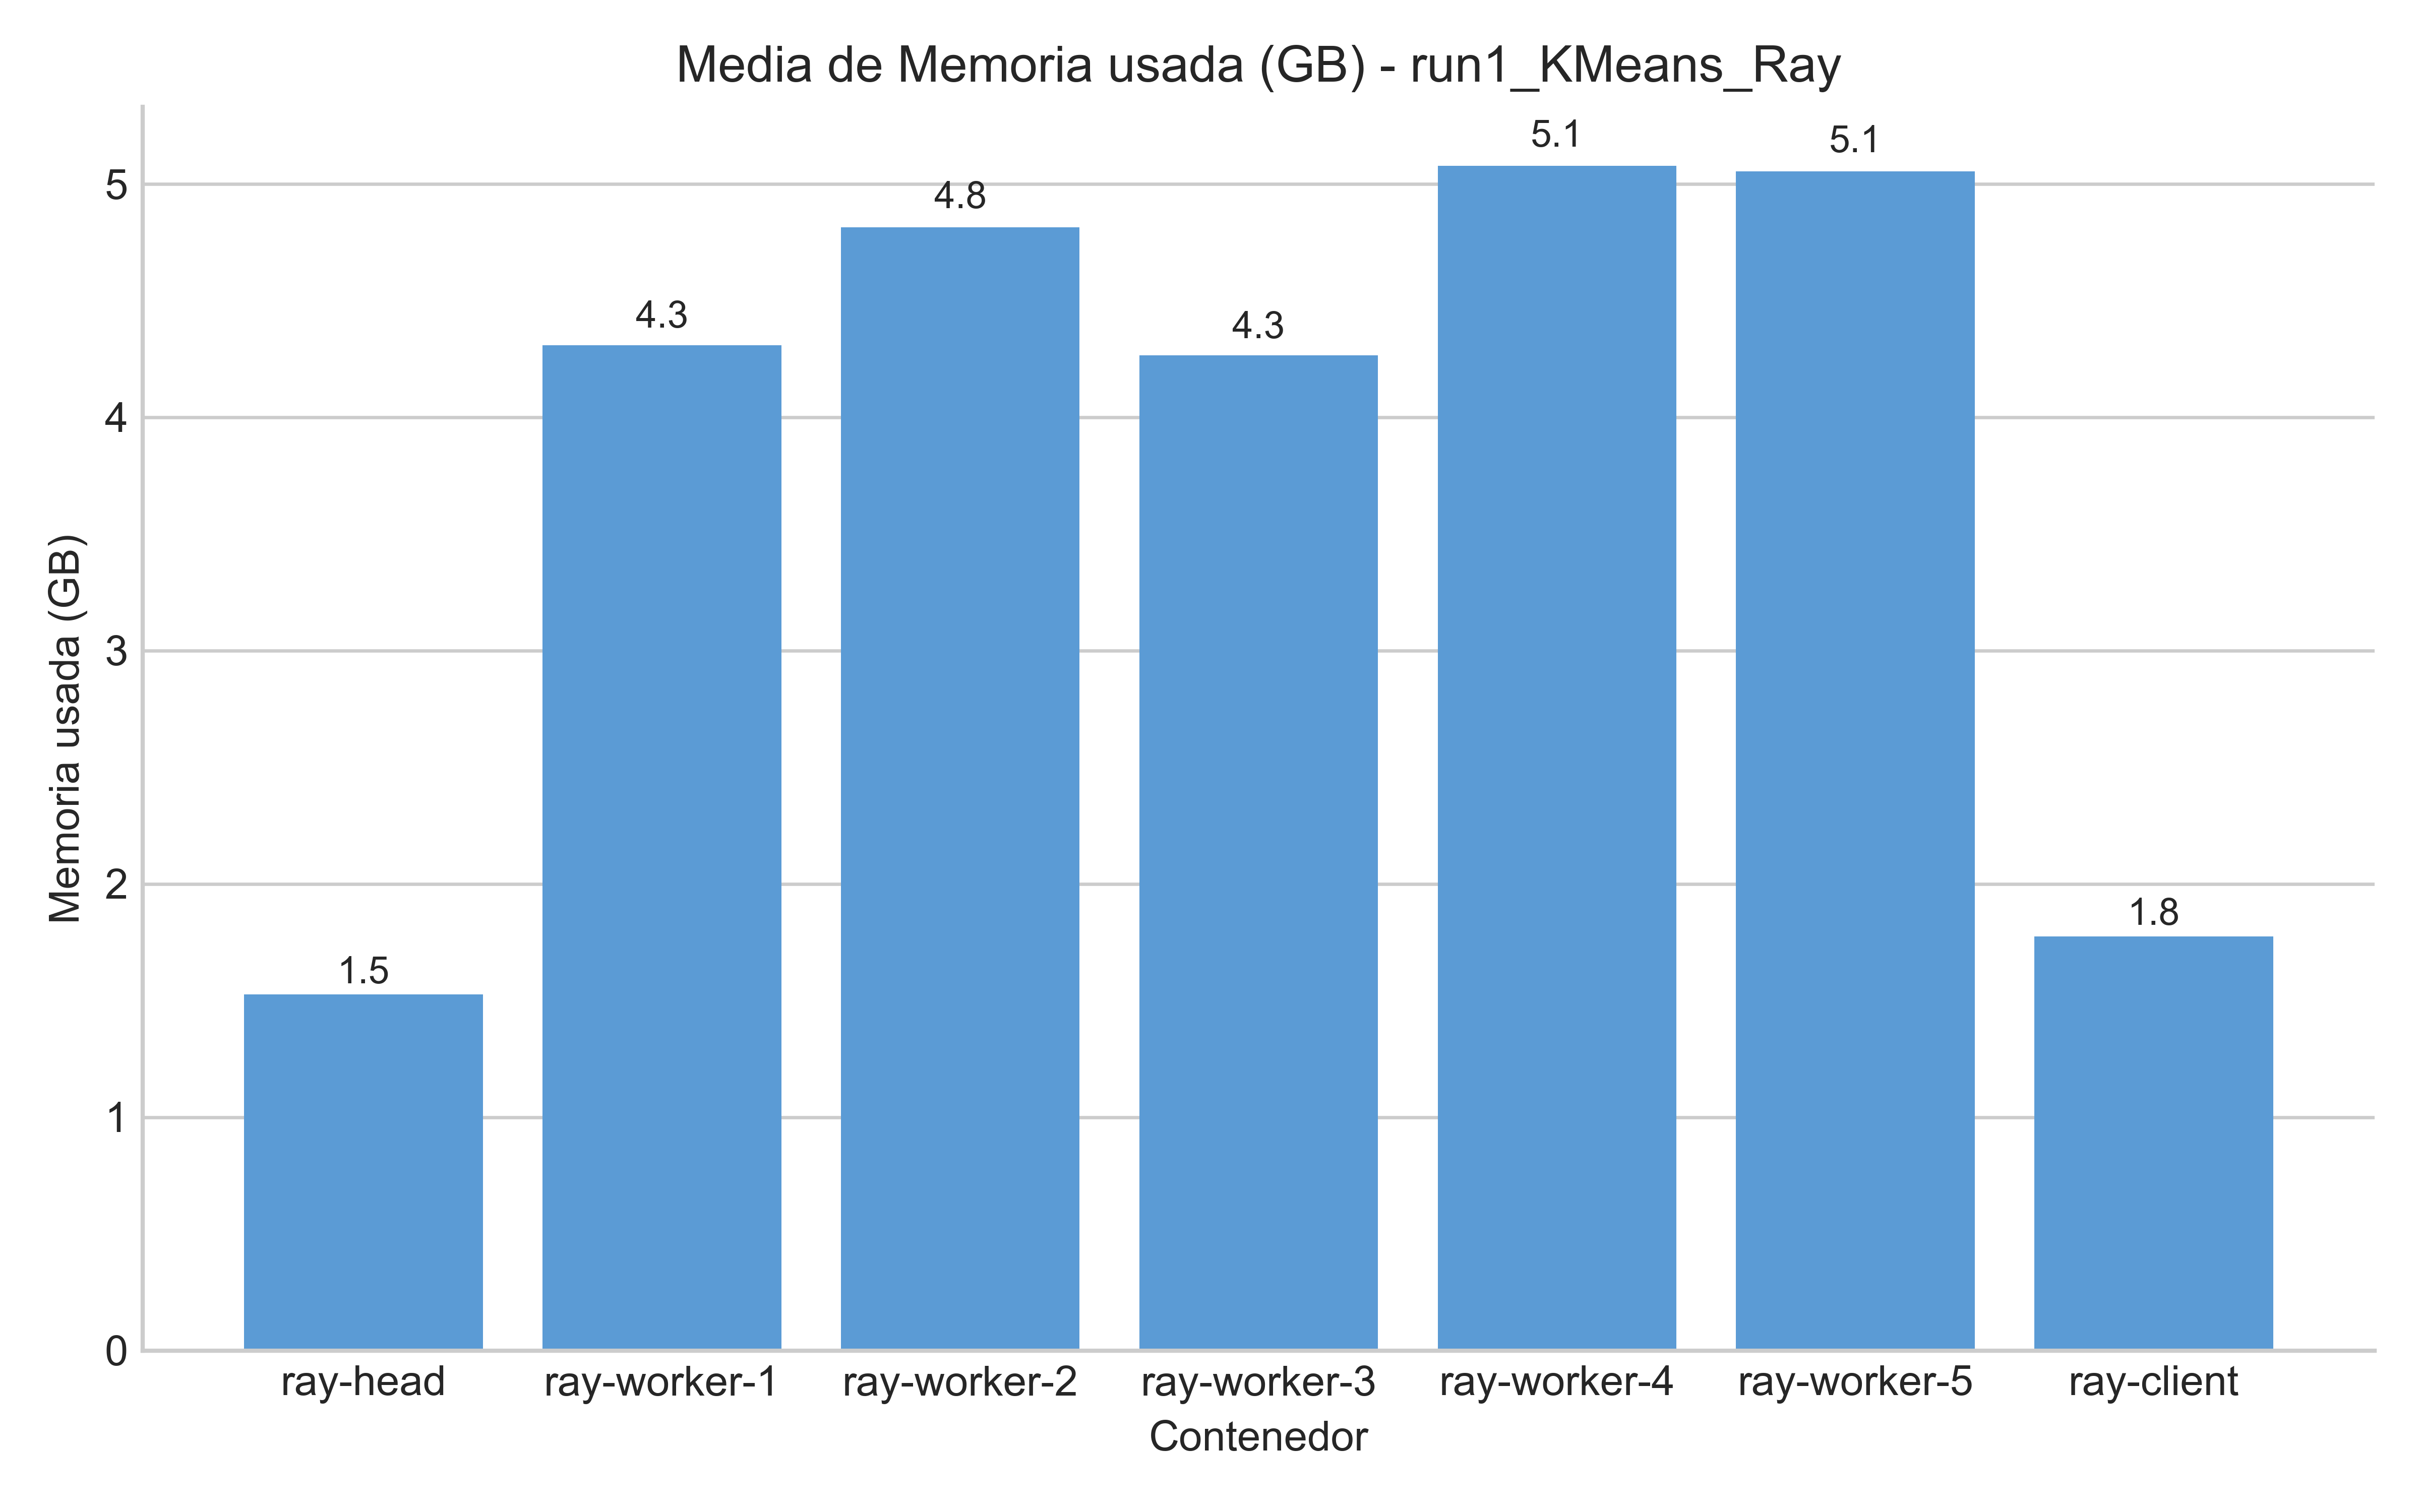 Media de Memoria usada (GB) - run1_KMeans_Ray
Memoria usada (GB)
5
4
3
2
1
0
1.5
4.3
4.8
4.3
5.1
5.1
1.8
ray-head
ray-worker-1
ray-worker-2
ray-worker-3
ray-worker-4
ray-worker-5
ray-client
Contenedor